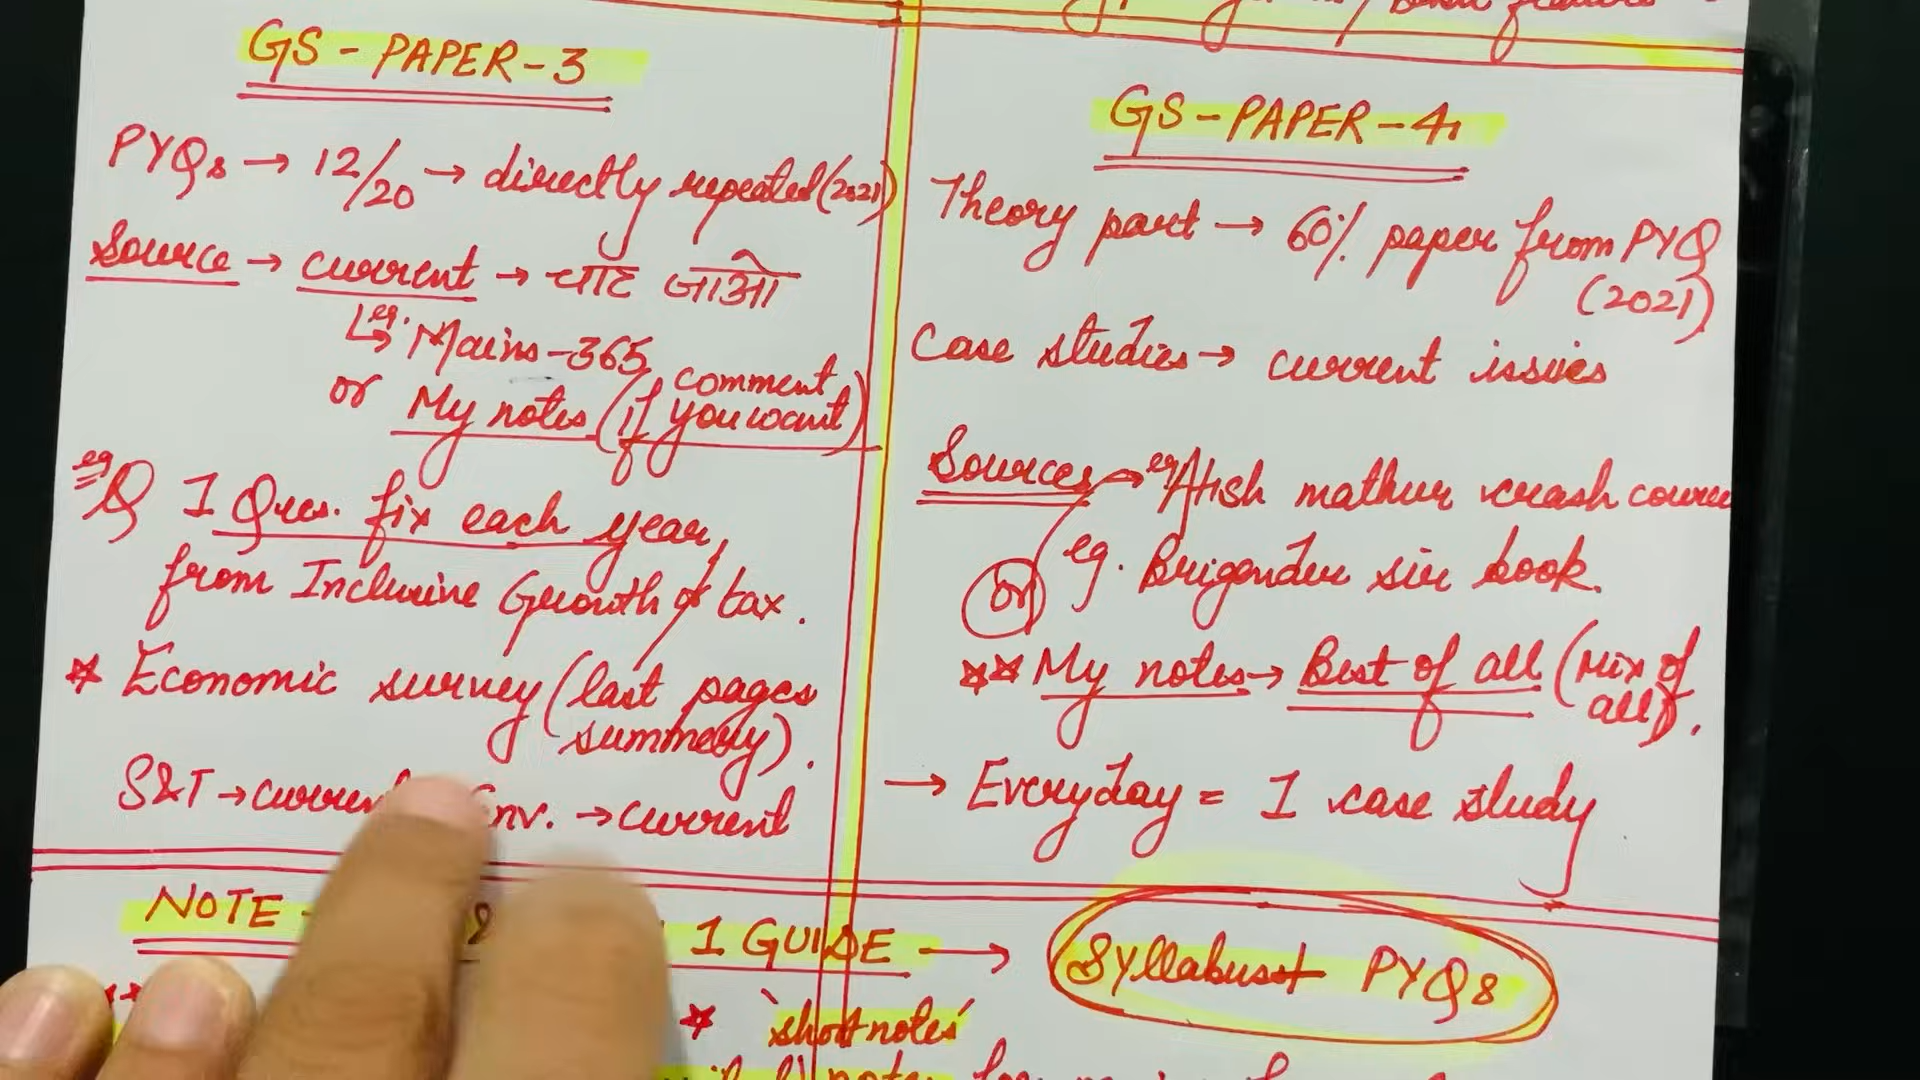 GS-PAPER-3
PYQs → 12/20 → directly repeated (2021)
Source → current → चाट जाओ
eg. Mains-365
or My notes (if comment
you want)
eg Q 1 Ques. fix each year,
from Inclusive Growth & tax.
* Economic survey (last pages
summery).
S&T → current Env. → current
GS-PAPER-4
Theory part → 60% paper from PYQ
(2021)
Case studies → current issues
Sources → eg Atish mathur crash course
or eg. Brigender sir book.
** My notes → Best of all (Mix of
all).
→ Everyday = 1 case study
NOTE - 1 GUIDE → Syllabus + PYQs
* 'short notes'